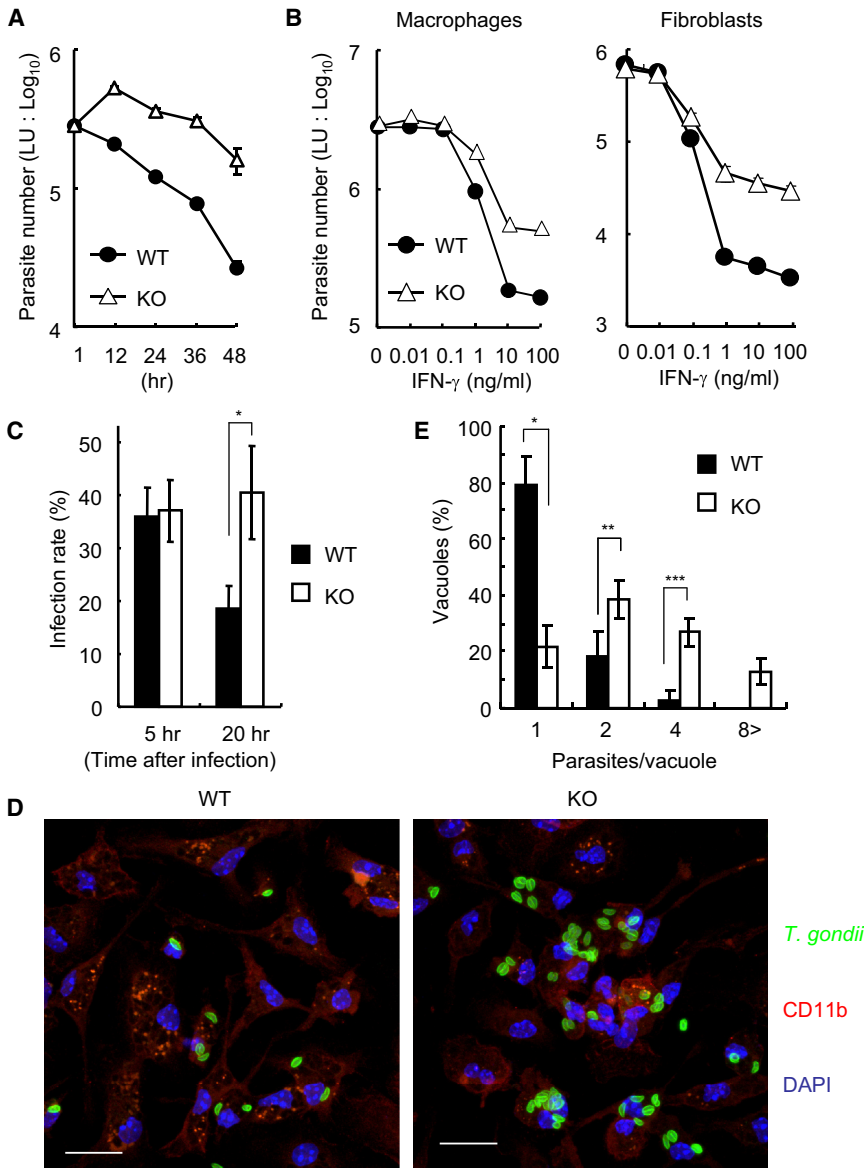 A
Parasite number (LU : Log10)
6
5
4
WT
KO
1 12 24 36 48
(hr)
B
Macrophages
Parasite number (LU : Log10)
7
6
5
WT
KO
0 0.01 0.1 1 10 100
IFN-γ (ng/ml)
Fibroblasts
6
5
4
3
0 0.01 0.1 1 10 100
IFN-γ (ng/ml)
C
Infection rate (%)
50
40
30
20
10
0
*
WT
KO
5 hr 20 hr
(Time after infection)
E
Vacuoles (%)
100
80
60
40
20
0
*
**
***
WT
KO
1 2 4 8>
Parasites/vacuole
D
WT
KO
T. gondii
CD11b
DAPI